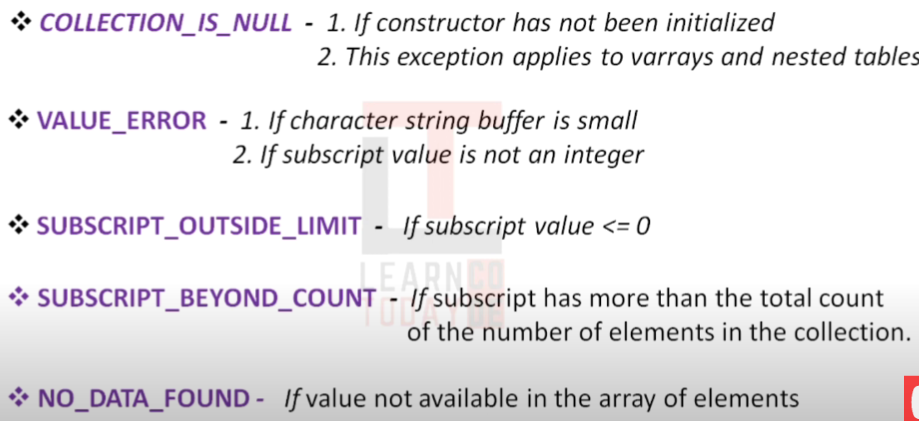 ❖ COLLECTION_IS_NULL - 1. If constructor has not been initialized
2. This exception applies to varrays and nested tables
❖ VALUE_ERROR - 1. If character string buffer is small
2. If subscript value is not an integer
❖ SUBSCRIPT_OUTSIDE_LIMIT - If subscript value <= 0
LEARNCO
❖ SUBSCRIPT_BEYOND_COUNT - If subscript has more than the total count
TODAY DE
of the number of elements in the collection.
❖ NO_DATA_FOUND - If value not available in the array of elements